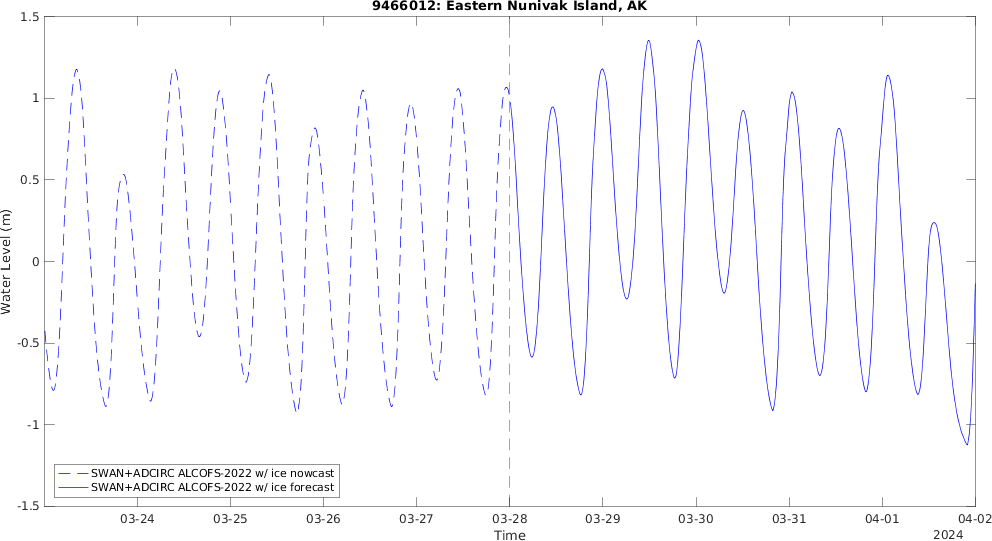 9466012: Eastern Nunivak Island, AK
Water Level (m)
1.5
1
0.5
0
-0.5
-1
-1.5
SWAN+ADCIRC ALCOFS-2022 w/ ice nowcast
SWAN+ADCIRC ALCOFS-2022 w/ ice forecast
03-24 03-25 03-26 03-27 03-28 03-29 03-30 03-31 04-01 04-02
Time
2024